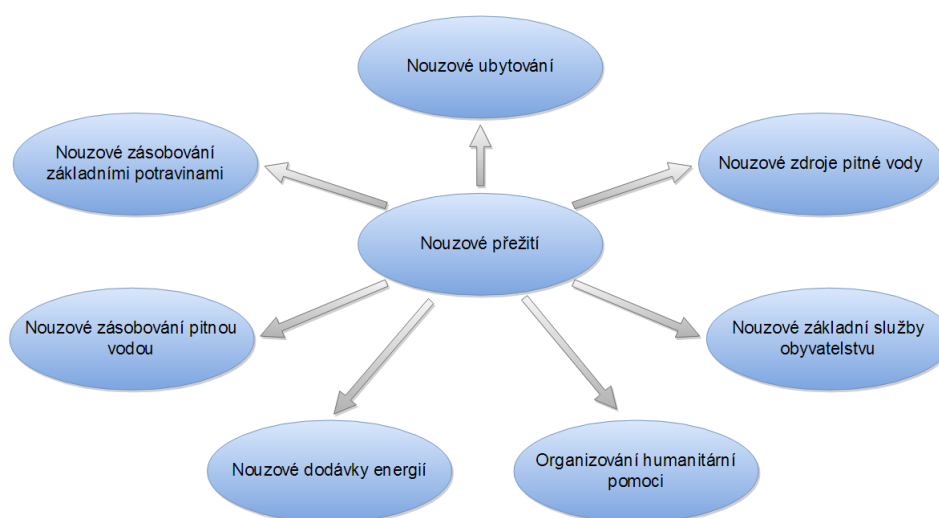 Nouzové ubytování
Nouzové zásobování
základními potravinami
Nouzové zdroje pitné vody
Nouzové přežití
Nouzové zásobování pitnou
vodou
Nouzové základní služby
obyvatelstvu
Nouzové dodávky energií
Organizování humanitární
pomoci